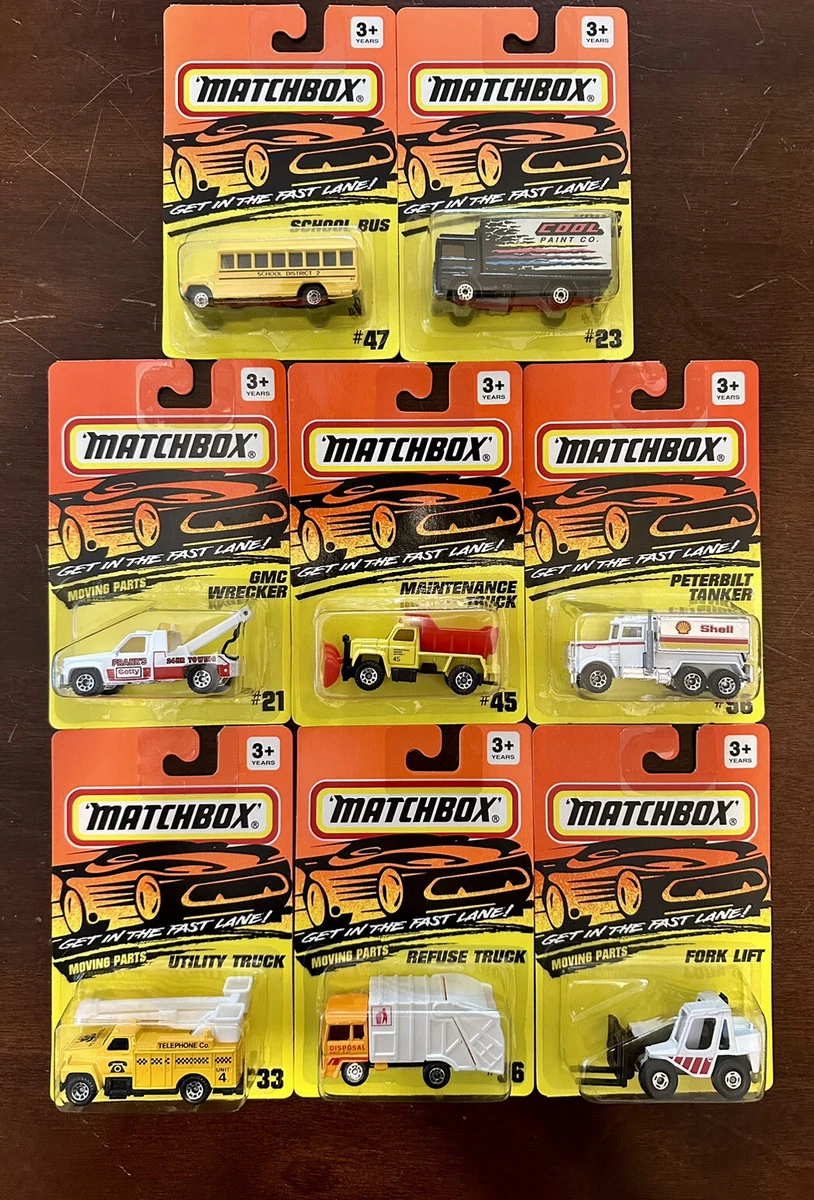 3+
YEARS
'MATCHBOX'®
GET IN THE FAST LANE!
SCHOOL BUS
SCHOOL DISTRICT 2
#47
3+
YEARS
'MATCHBOX'®
GET IN THE FAST LANE!
COOL
PAINT CO.
#23
3+
YEARS
'MATCHBOX'®
GET IN THE FAST LANE!
MOVING PARTS
GMC
WRECKER
FRANK'S
Getty
24HR TOWING
#21
3+
YEARS
'MATCHBOX'®
GET IN THE FAST LANE!
MAINTENANCE
TRUCK
45
#45
3+
YEARS
'MATCHBOX'®
GET IN THE FAST LANE!
PETERBILT
TANKER
Shell
#56
3+
YEARS
'MATCHBOX'®
GET IN THE FAST LANE!
MOVING PARTS
UTILITY TRUCK
TELEPHONE Co.
UNIT
4
33
3+
YEARS
'MATCHBOX'®
GET IN THE FAST LANE!
MOVING PARTS
REFUSE TRUCK
DISPOSAL
6
3+
YEARS
'MATCHBOX'®
GET IN THE FAST LANE!
MOVING PARTS
FORK LIFT